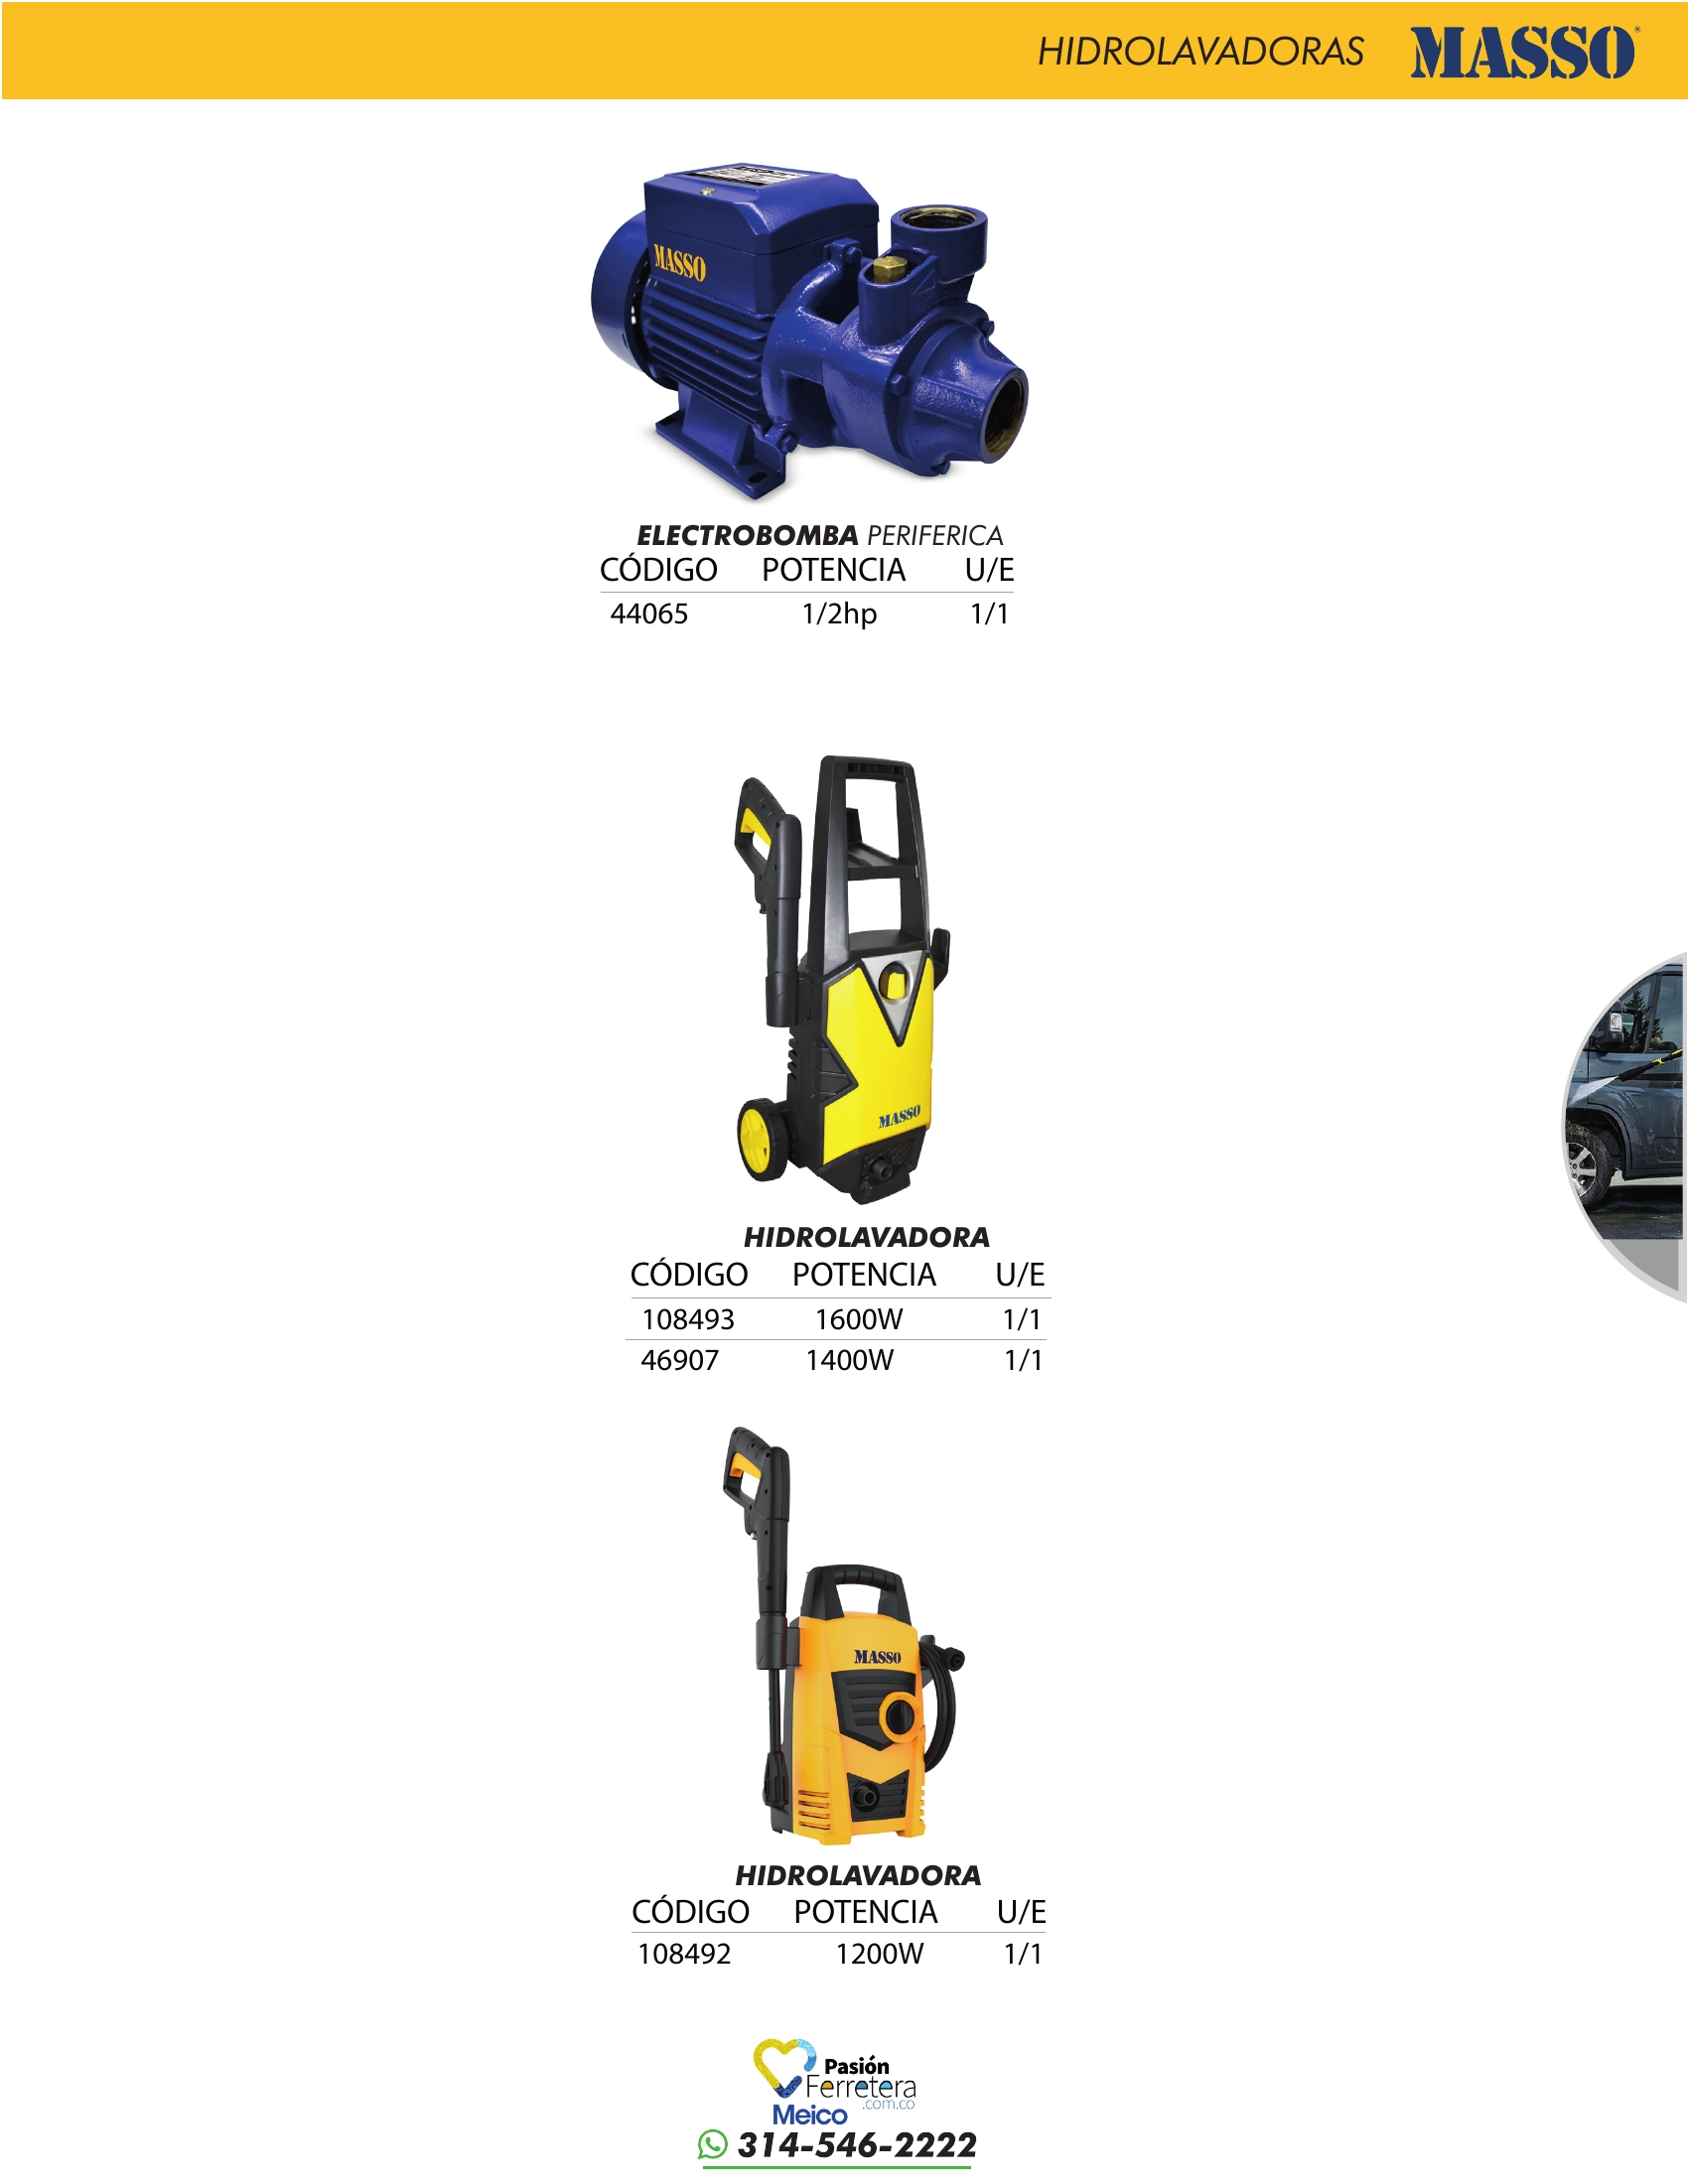 HIDROLAVADORAS MASSO®
MASSO
ELECTROBOMBA PERIFERICA
CÓDIGO POTENCIA U/E
44065 1/2hp 1/1
MASSO
HIDROLAVADORA
CÓDIGO POTENCIA U/E
108493 1600W 1/1
46907 1400W 1/1
MASSO
HIDROLAVADORA
CÓDIGO POTENCIA U/E
108492 1200W 1/1
Pasión
Ferretera
.com.co
Meico
314-546-2222